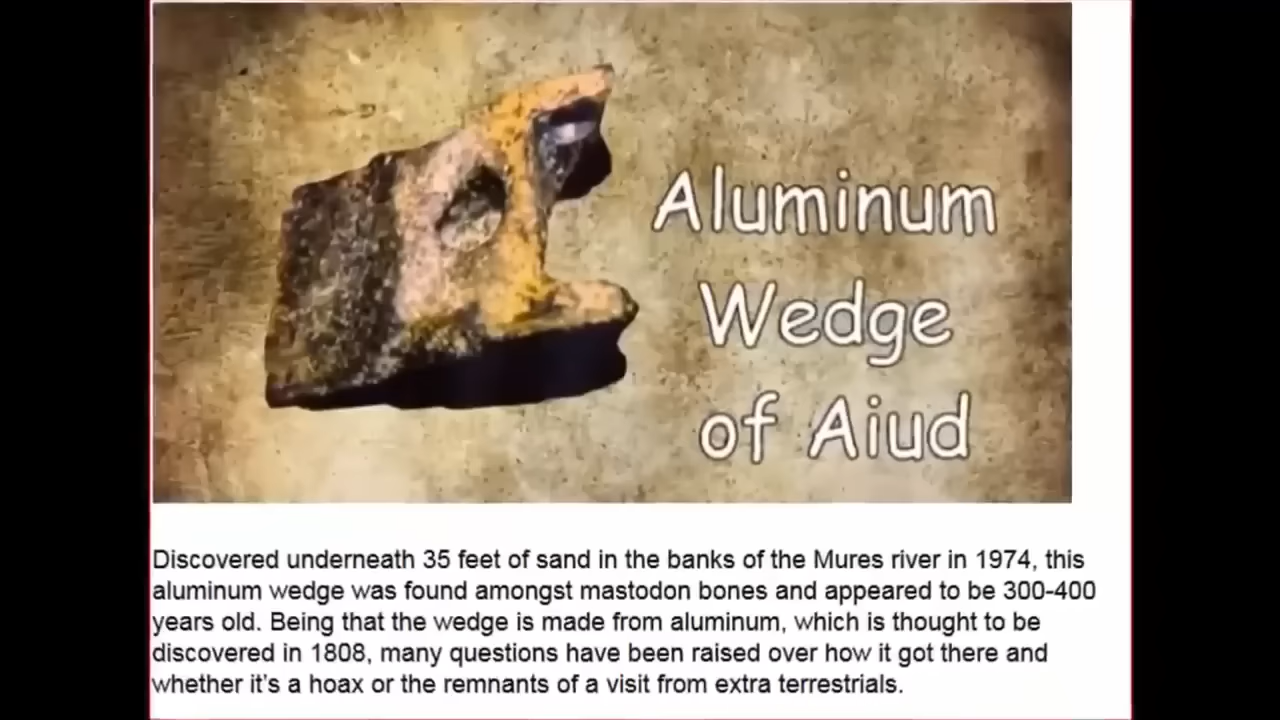 Aluminum
Wedge
of Aiud
Discovered underneath 35 feet of sand in the banks of the Mures river in 1974, this
aluminum wedge was found amongst mastodon bones and appeared to be 300-400
years old. Being that the wedge is made from aluminum, which is thought to be
discovered in 1808, many questions have been raised over how it got there and
whether it's a hoax or the remnants of a visit from extra terrestrials.